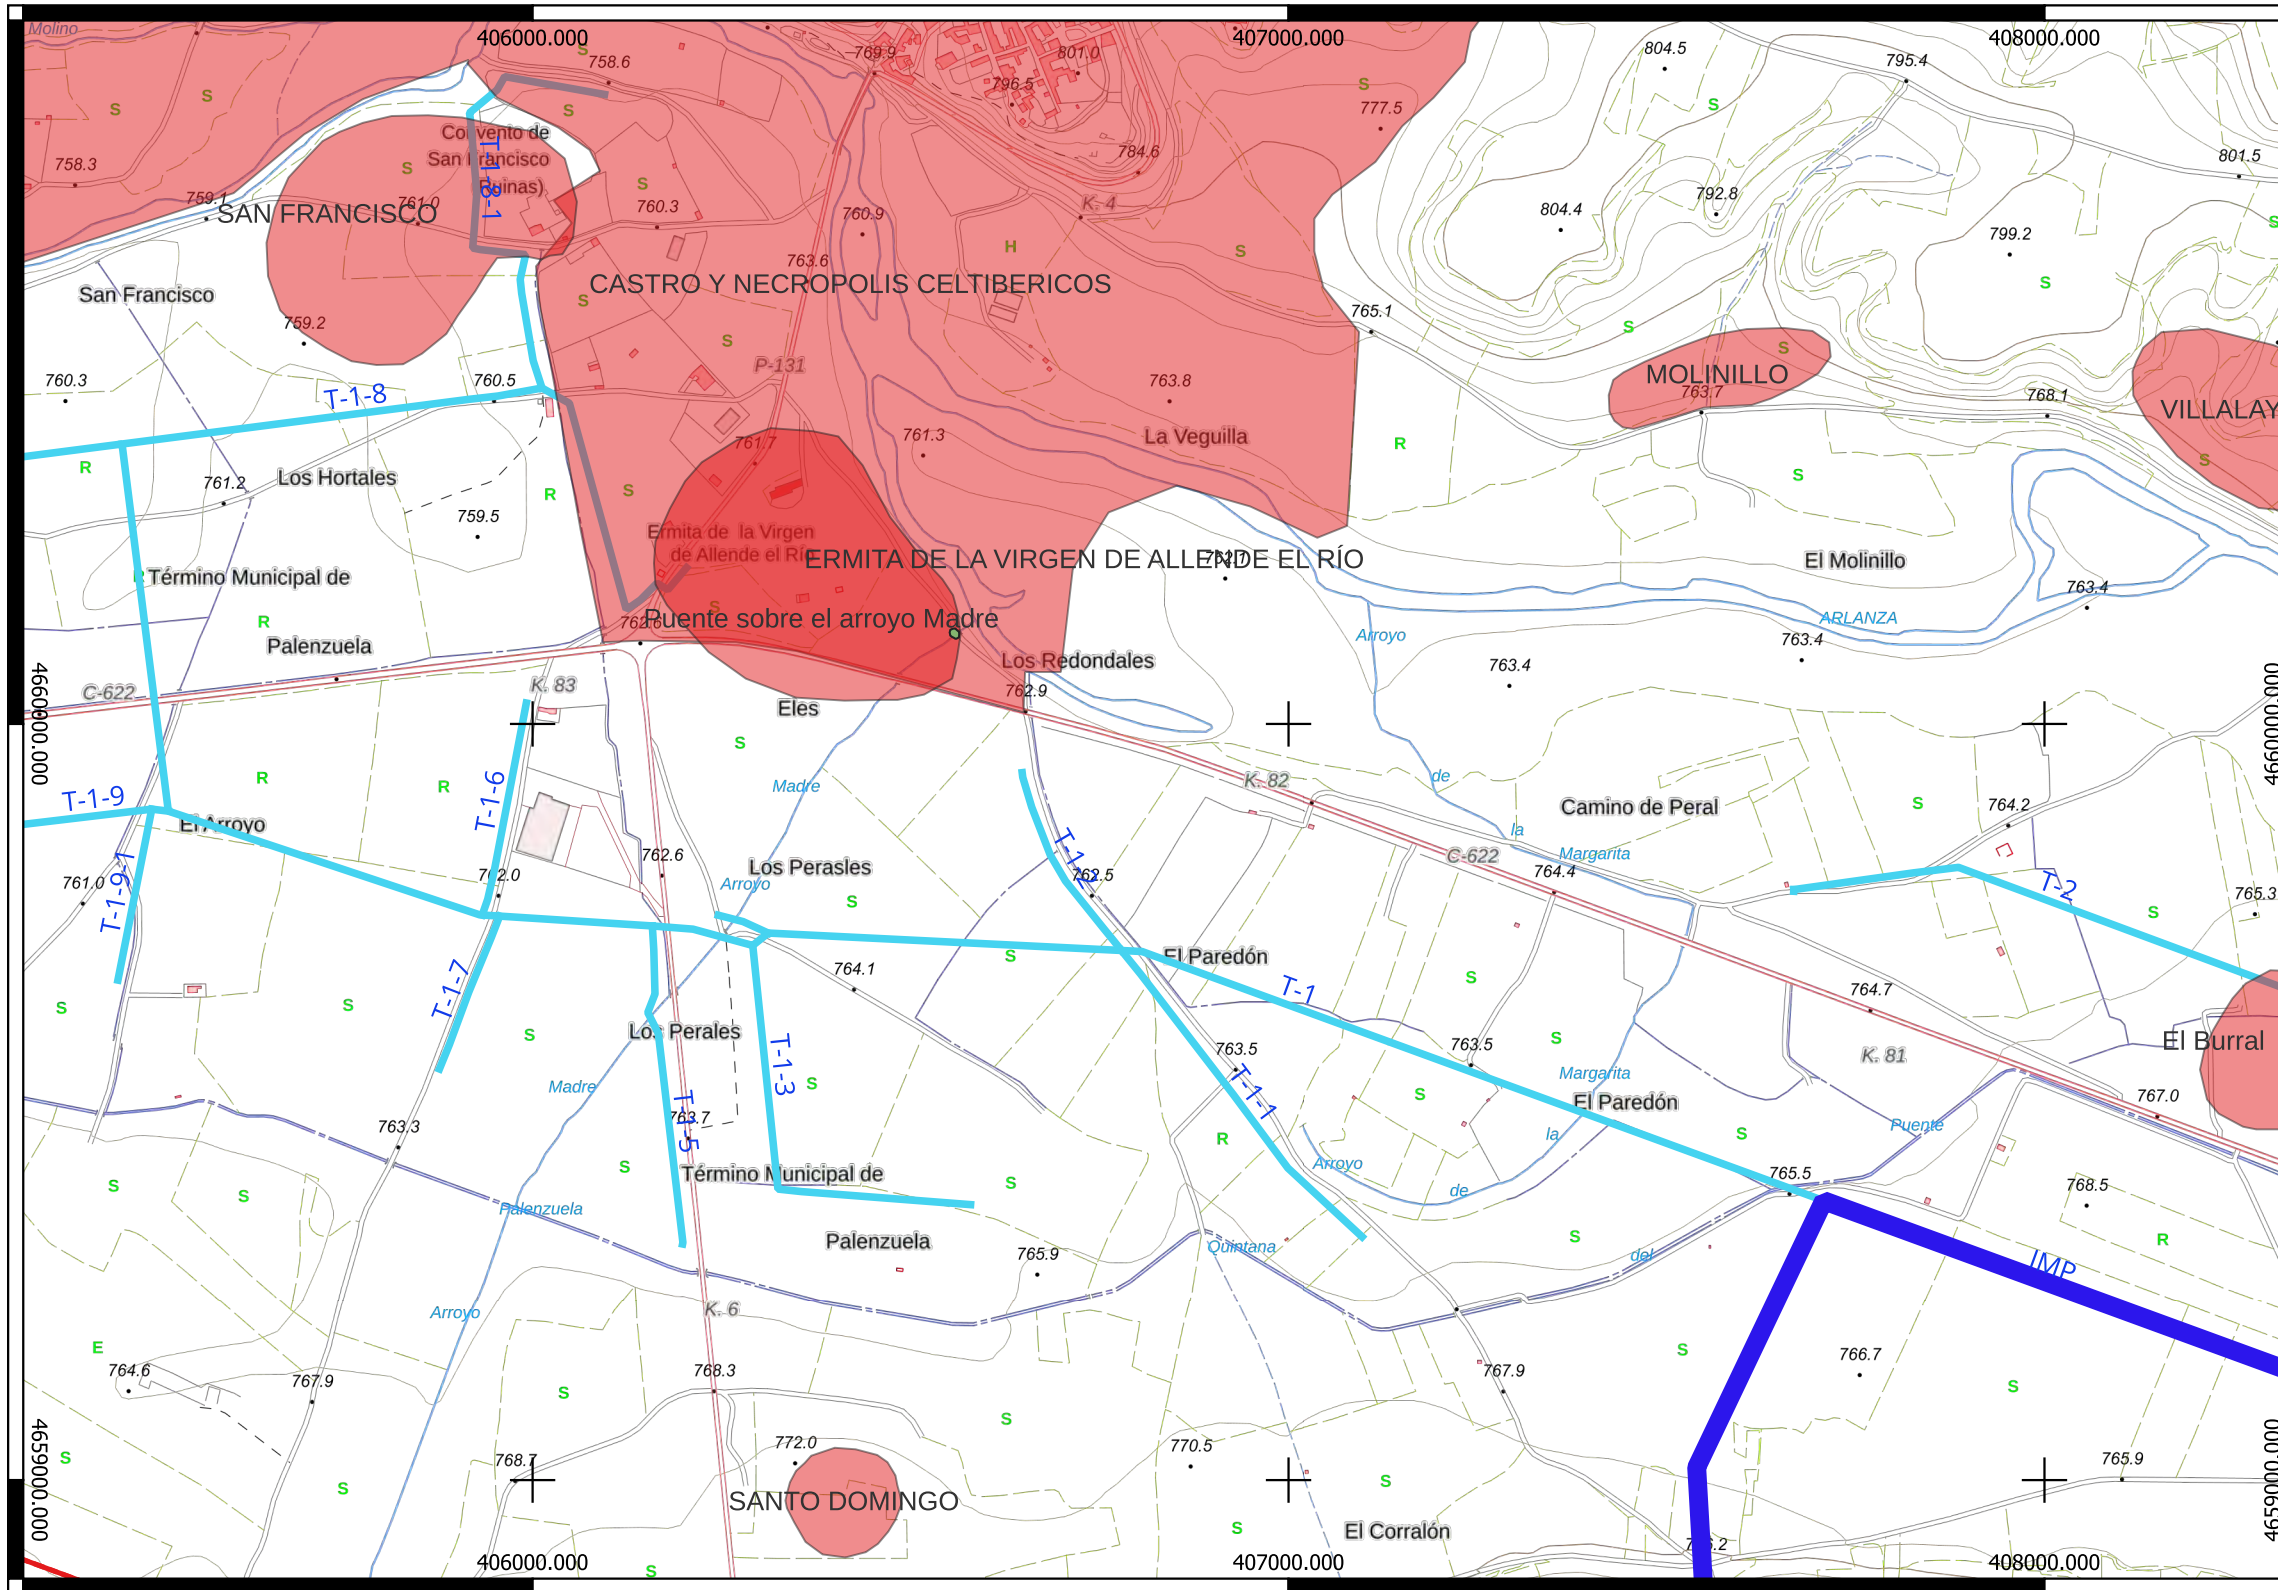 Molino
406000.000
407000.000
408000.000
S
758.6
769.9
801.0
804.5
795.4
796.5
S
777.5
S
S
S
S
Convento de
San Francisco
(Ruinas)
T-1-8-1
758.3
S
S
784.6
801.5
759.1
761.0
SAN FRANCISCO
760.3
760.9
K. 4
804.4
792.8
S
799.2
H
S
763.6
CASTRO Y NECROPOLIS CELTIBERICOS
San Francisco
S
S
759.2
765.1
S
S
S
P-131
760.3
760.5
T-1-8
763.8
MOLINILLO
763.7
768.1
VILLALAY
761.7
761.3
La Veguilla
R
R
S
Los Hortales
761.2
R
S
S
759.5
Ermita de la Virgen
de Allende el Río
ERMITA DE LA VIRGEN DE ALLENDE EL RÍO
762.1
El Molinillo
R
Término Municipal de
763.4
S
R
762.6
Puente sobre el arroyo Madre
ARLANZA
Arroyo
763.4
Palenzuela
Los Redondales
763.4
C-622
K. 83
762.9
Eles
4660000.000
4660000.000
S
R
R
Madre
K. 82
de
T-1-9
T-1-6
Camino de Peral
S
764.2
El Arroyo
la
762.6
Los Perasles
T-1-2
C-622
Margarita
761.0
762.0
Arroyo
762.5
764.4
T-2
T-1-9-1
S
S
765.3
764.1
S
El Paredón
S
T-1-7
T-1
764.7
S
S
S
Los Perales
S
El Burral
763.5
763.5
K. 81
T-1-3
Madre
S
T-1-1
Margarita
S
El Paredón
763.7
T-1-5
767.0
763.3
R
la
S
Puente
S
Término Municipal de
Arroyo
765.5
S
S
S
de
768.5
Palenzuela
Palenzuela
Quintana
S
del
R
765.9
IMP
Arroyo
K. 6
E
S
764.6
767.9
768.3
767.9
766.7
S
S
S
4659000.000
4659000.000
772.0
770.5
S
768.7
765.9
S
S
SANTO DOMINGO
S
El Corralón
406000.000
407000.000
408000.000
S